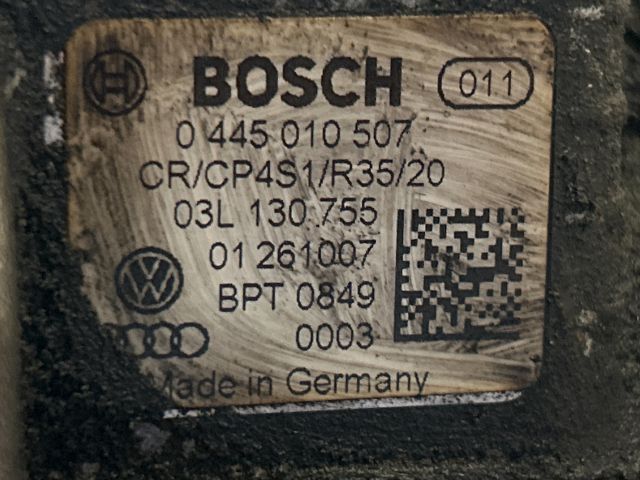 BOSCH 011
0 445 010 507
CR/CP4S1/R35/20
03L 130 755
01 261007
BPT 0849
0003
Made in Germany